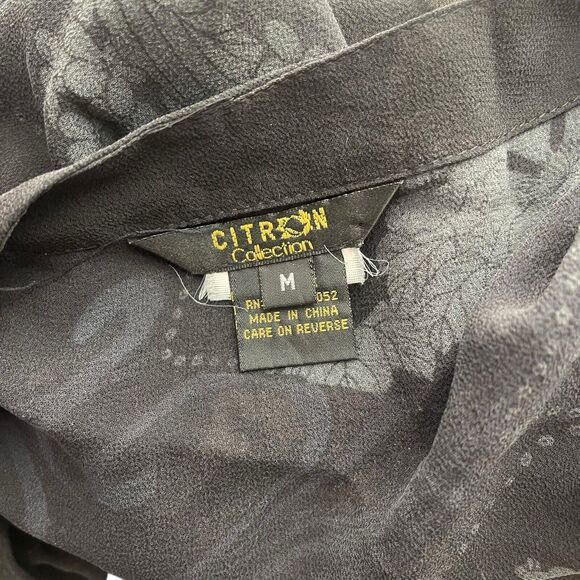 CITRON
Collection
M
RN: 052
MADE IN CHINA
CARE ON REVERSE